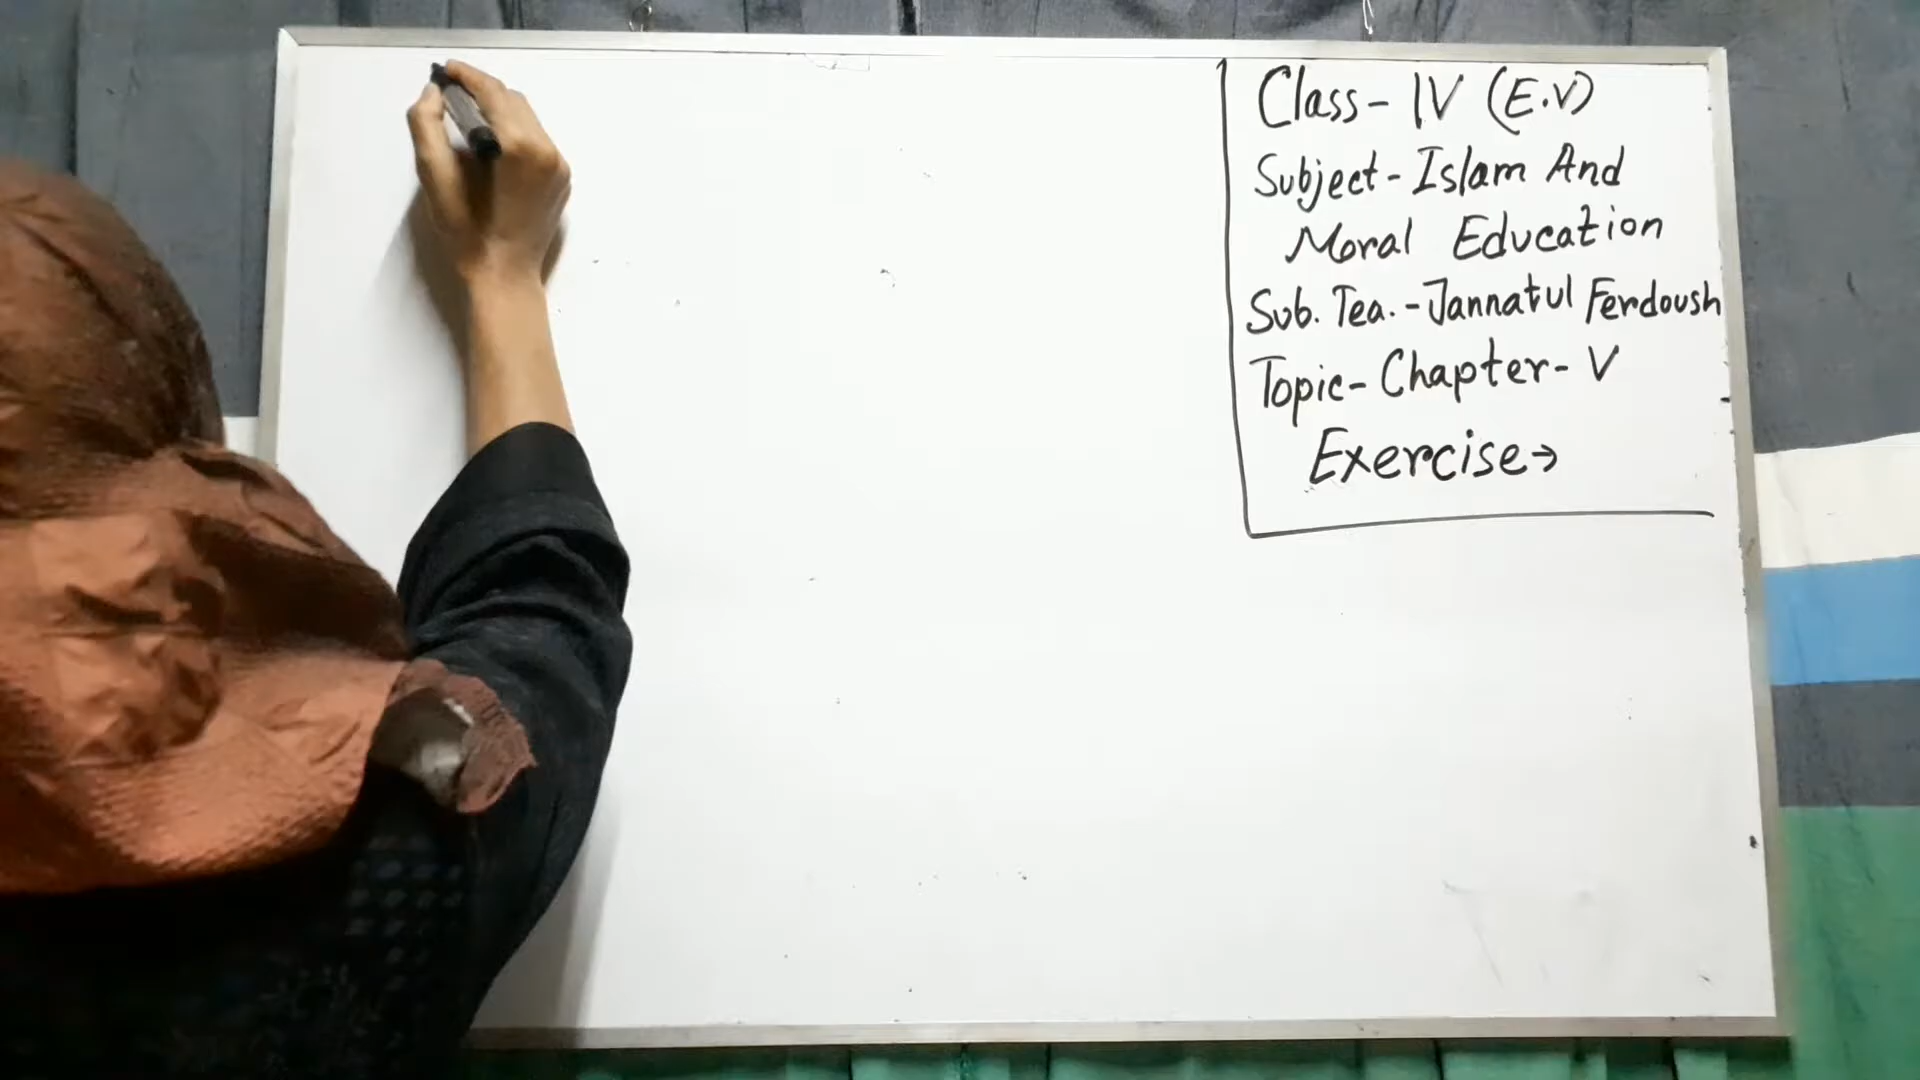 Class- IV (E.V)
Subject- Islam And
Moral Education
Sub. Tea.- Jannatul Ferdoush
Topic- Chapter- V
Exercise→